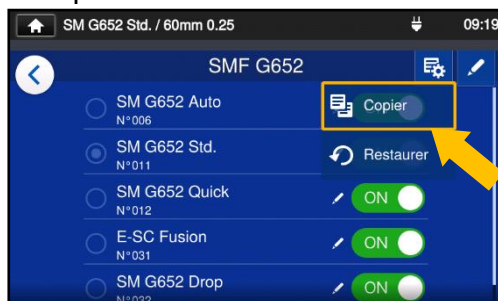 SM G652 Std. / 60mm 0.25 09:19
SMF G652
SM G652 Auto
N°006
Copier
SM G652 Std.
N°011
Restaurer
SM G652 Quick
N°012
ON
E-SC Fusion
N°031
ON
SM G652 Drop
N°032
ON